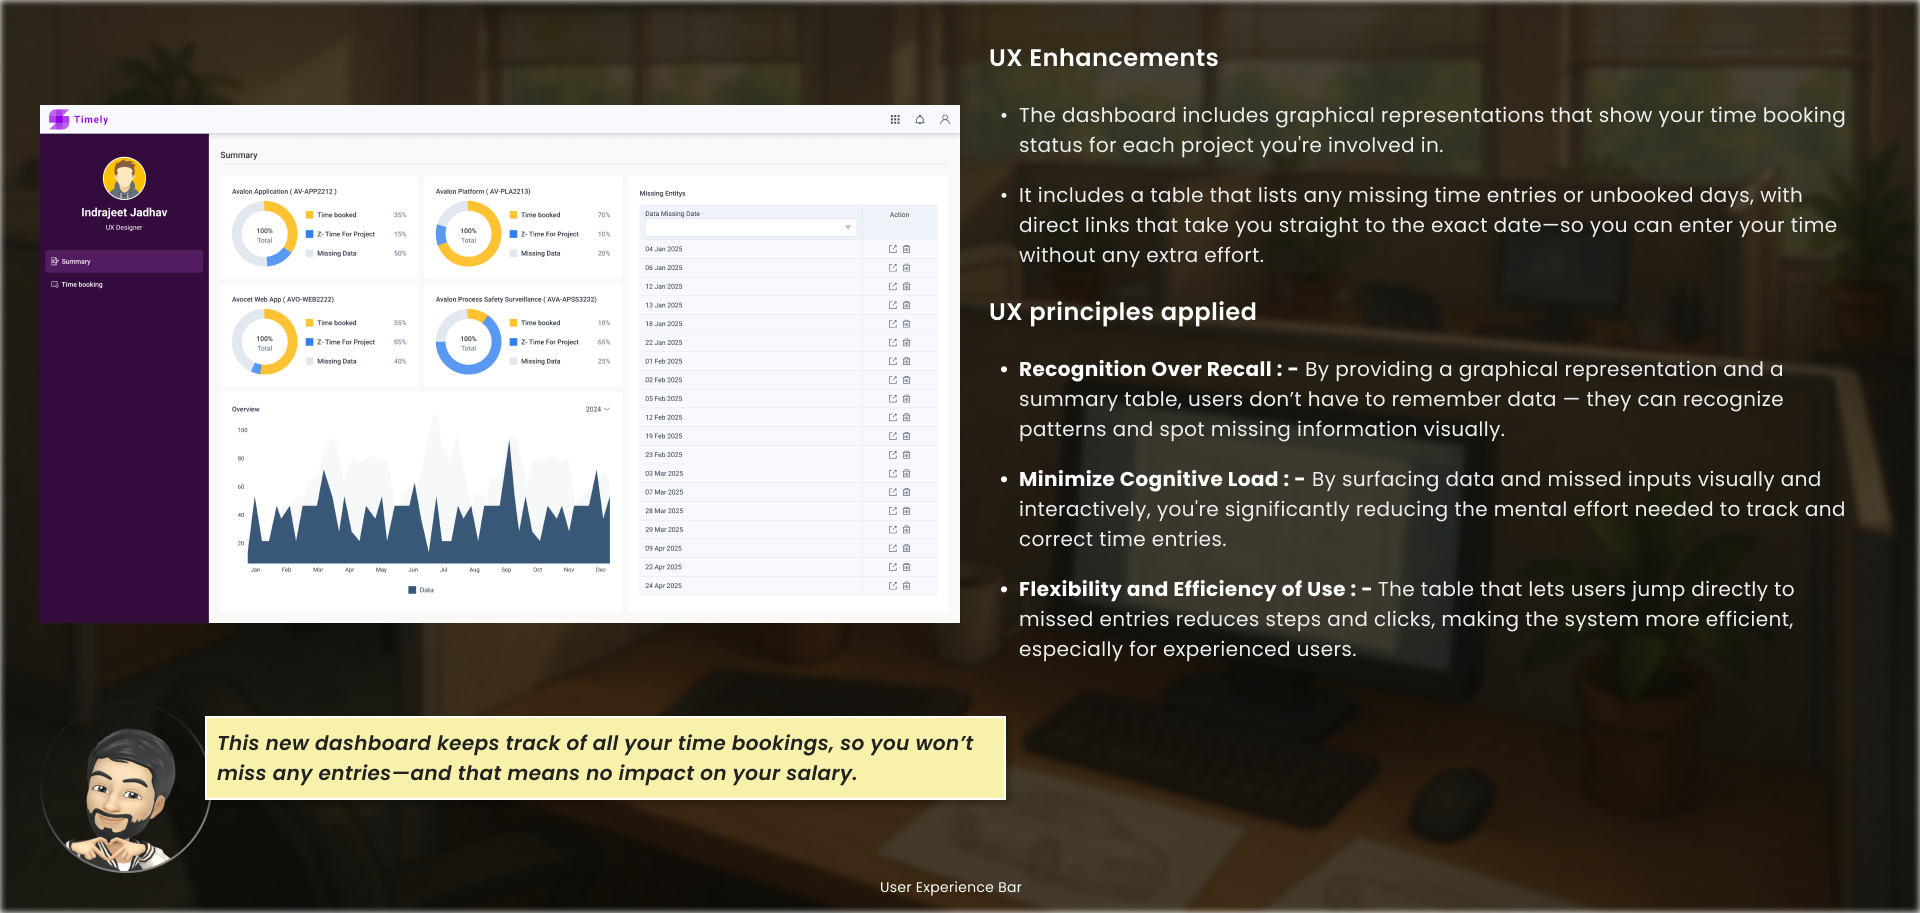 Timely
Indrajeet Jadhav
UX Designer
Summary
Time booking
Summary
Avalon Application ( AV-APP2212 )
100%
Total
Time booked 35%
Z- Time For Project 15%
Missing Data 50%
Avalon Platform ( AV-PLA2213)
100%
Total
Time booked 70%
Z- Time For Project 10%
Missing Data 20%
Avocet Web App ( AVO-WEB2222)
100%
Total
Time booked 55%
Z- Time For Project 05%
Missing Data 40%
Avalon Process Safety Surveillance ( AVA-APSS3232)
100%
Total
Time booked 10%
Z- Time For Project 65%
Missing Data 25%
Overview
2024
100
80
60
40
20
Jan Feb Mar Apr May Jun Jul Aug Sep Oct Nov Dec
Data
Missing Entitys
Data Missing Date Action
04 Jan 2025
06 Jan 2025
12 Jan 2025
13 Jan 2025
18 Jan 2025
22 Jan 2025
01 Feb 2025
02 Feb 2025
05 Feb 2025
12 Feb 2025
19 Feb 2025
23 Feb 2025
03 Mar 2025
07 Mar 2025
28 Mar 2025
29 Mar 2025
09 Apr 2025
22 Apr 2025
24 Apr 2025
UX Enhancements
• The dashboard includes graphical representations that show your time booking
status for each project you're involved in.
• It includes a table that lists any missing time entries or unbooked days, with
direct links that take you straight to the exact date—so you can enter your time
without any extra effort.
UX principles applied
• Recognition Over Recall : - By providing a graphical representation and a
summary table, users don’t have to remember data — they can recognize
patterns and spot missing information visually.
• Minimize Cognitive Load : - By surfacing data and missed inputs visually and
interactively, you're significantly reducing the mental effort needed to track and
correct time entries.
• Flexibility and Efficiency of Use : - The table that lets users jump directly to
missed entries reduces steps and clicks, making the system more efficient,
especially for experienced users.
This new dashboard keeps track of all your time bookings, so you won’t
miss any entries—and that means no impact on your salary.
User Experience Bar